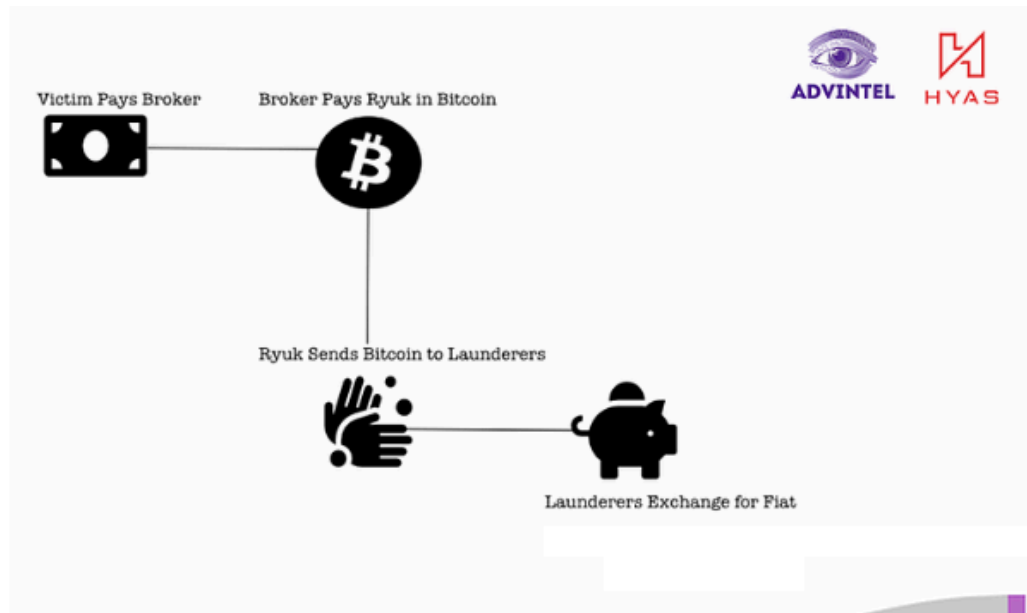 ADVINTEL
HYAS
Victim Pays Broker
Broker Pays Ryuk in Bitcoin
Ryuk Sends Bitcoin to Launderers
Launderers Exchange for Fiat